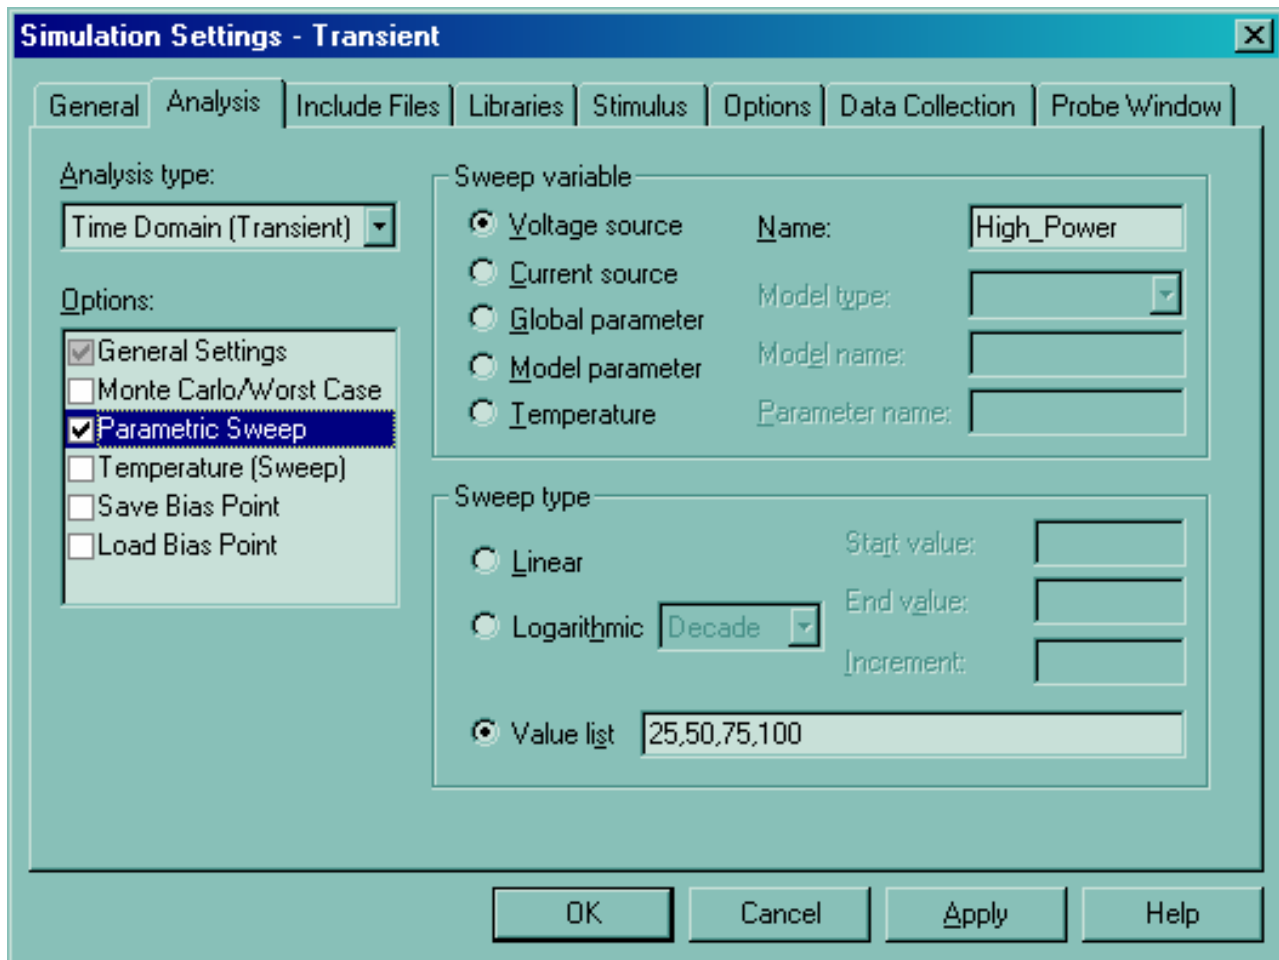 Simulation Settings - Transient
General Analysis Include Files Libraries Stimulus Options Data Collection Probe Window
Analysis type:
Time Domain (Transient)
Options:
General Settings
Monte Carlo/Worst Case
Parametric Sweep
Temperature (Sweep)
Save Bias Point
Load Bias Point
Sweep variable
Voltage source
Current source
Global parameter
Model parameter
Temperature
Name: High_Power
Model type:
Model name:
Parameter name:
Sweep type
Linear
Logarithmic Decade
Start value:
End value:
Increment:
Value list 25,50,75,100
OK Cancel Apply Help